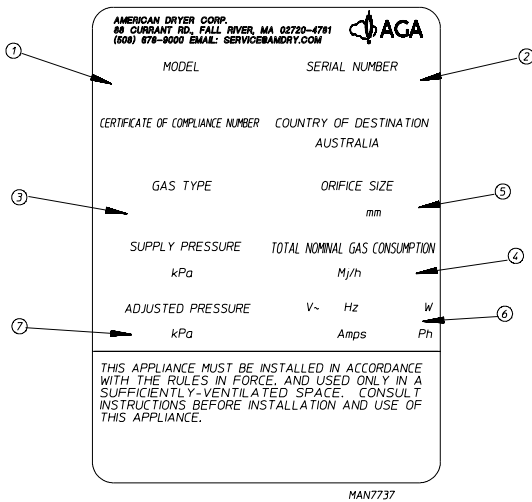 AMERICAN DRYER CORP.
88 CURRANT RD., FALL RIVER, MA 02720-4781
(508) 678-9000 EMAIL: SERVICE@AMDRY.COM
AGA
1
2
MODEL SERIAL NUMBER
CERTIFICATE OF COMPLIANCE NUMBER COUNTRY OF DESTINATION
AUSTRALIA
GAS TYPE ORIFICE SIZE
3
5
mm
SUPPLY PRESSURE TOTAL NOMINAL GAS CONSUMPTION
4
kPa Mj/h
ADJUSTED PRESSURE V~ Hz W
6
7
kPa Amps Ph
THIS APPLIANCE MUST BE INSTALLED IN ACCORDANCE
WITH THE RULES IN FORCE, AND USED ONLY IN A
SUFFICIENTLY-VENTILATED SPACE. CONSULT
INSTRUCTIONS BEFORE INSTALLATION AND USE OF
THIS APPLIANCE.
MAN7737